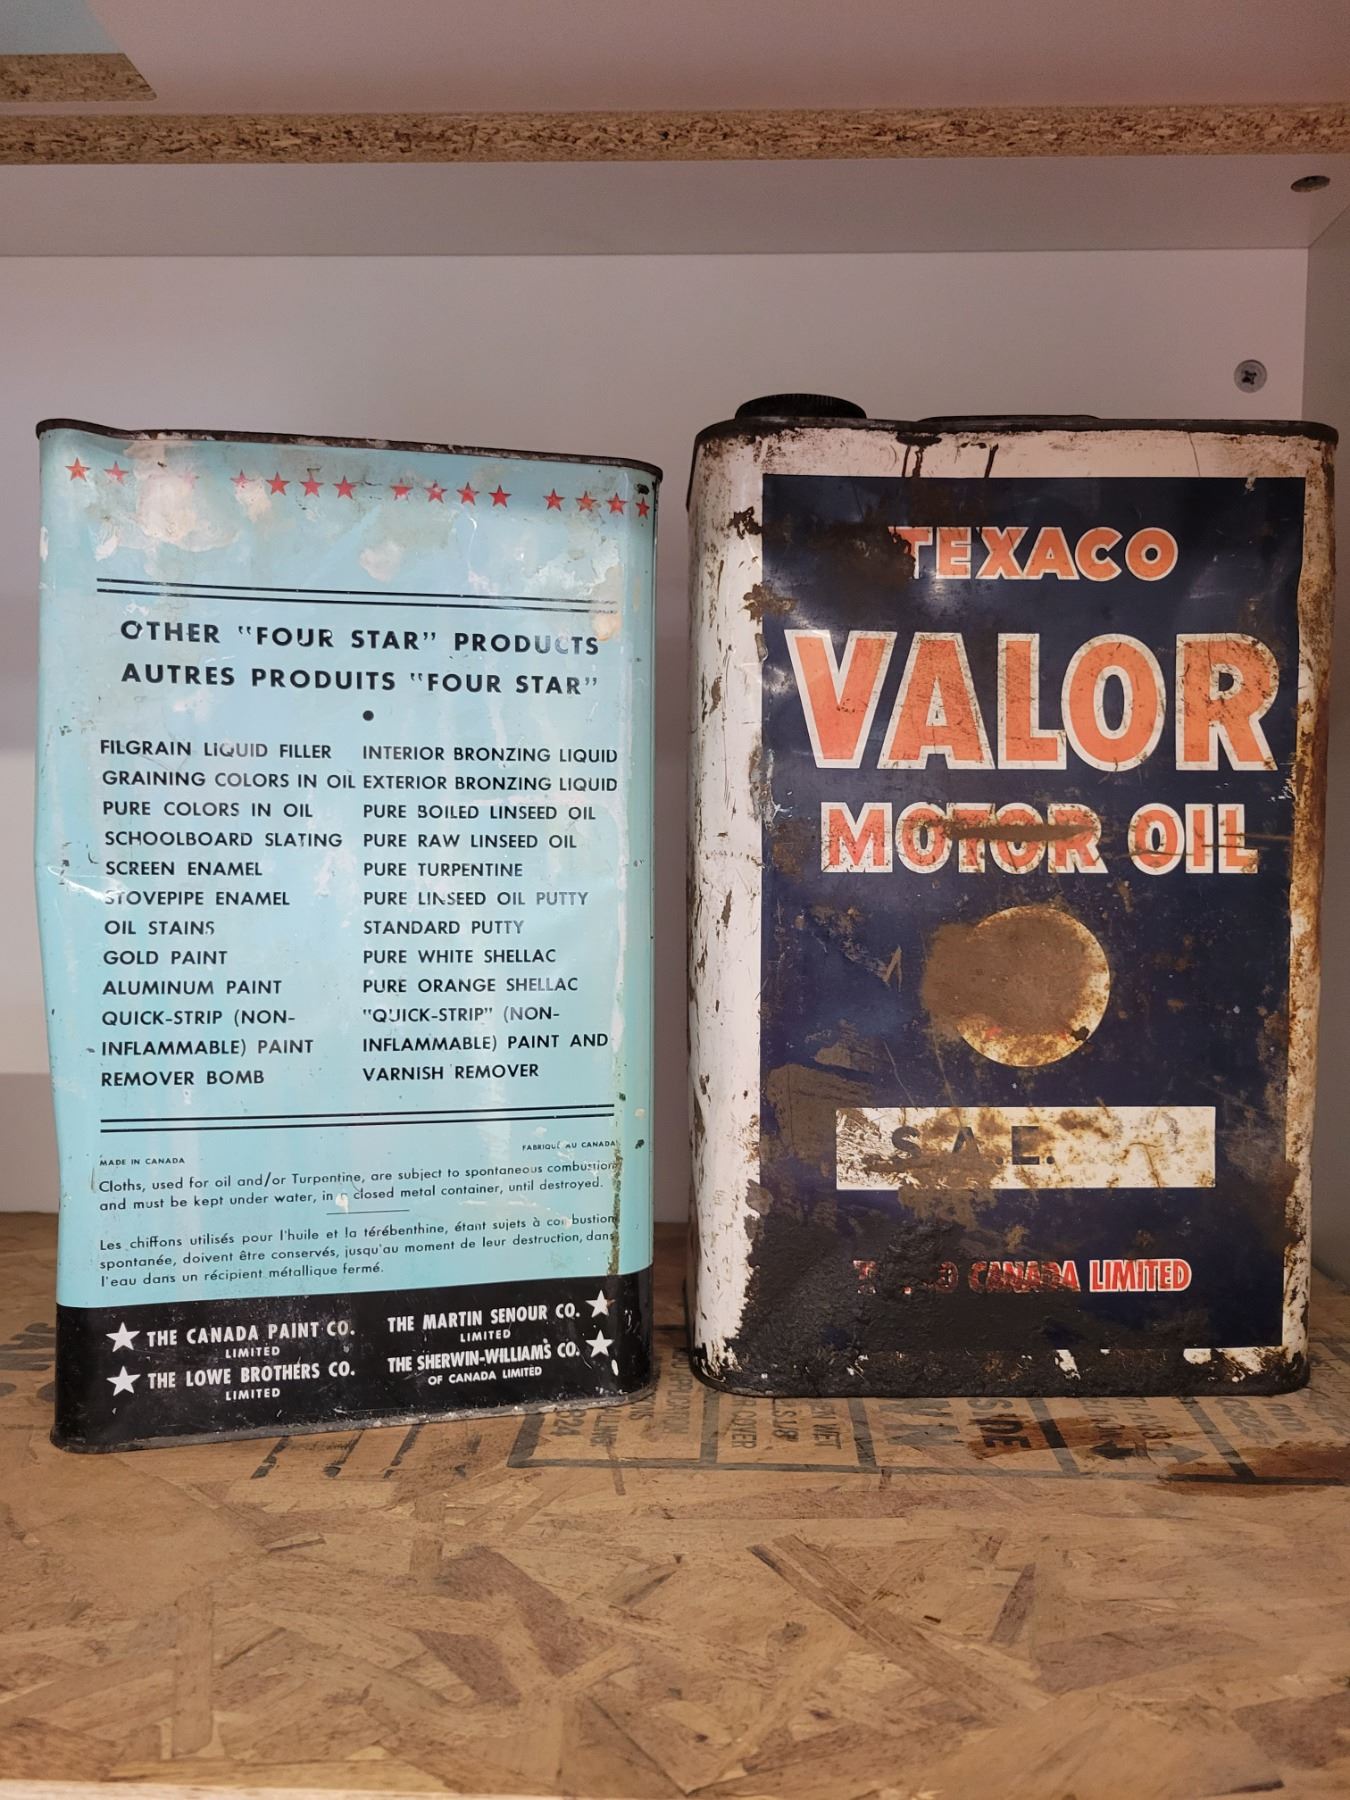 OTHER "FOUR STAR" PRODUCTS
AUTRES PRODUITS "FOUR STAR"
FILGRAIN LIQUID FILLER
GRAINING COLORS IN OIL
PURE COLORS IN OIL
SCHOOLBOARD SLATING
SCREEN ENAMEL
STOVEPIPE ENAMEL
OIL STAINS
GOLD PAINT
ALUMINUM PAINT
QUICK-STRIP (NON-
INFLAMMABLE) PAINT
REMOVER BOMB
INTERIOR BRONZING LIQUID
EXTERIOR BRONZING LIQUID
PURE BOILED LINSEED OIL
PURE RAW LINSEED OIL
PURE TURPENTINE
PURE LINSEED OIL PUTTY
STANDARD PUTTY
PURE WHITE SHELLAC
PURE ORANGE SHELLAC
"QUICK-STRIP" (NON-
INFLAMMABLE) PAINT AND
VARNISH REMOVER
MADE IN CANADA
FABRIQUÉ AU CANADA
Cloths, used for oil and/or Turpentine, are subject to spontaneous combustion
and must be kept under water, in a closed metal container, until destroyed.
Les chiffons utilisés pour l'huile et la térébenthine, étant sujets à combustion
spontanée, doivent être conservés, jusqu'au moment de leur destruction, dans
l'eau dans un récipient métallique fermé.
THE CANADA PAINT CO.
LIMITED
THE LOWE BROTHERS CO.
LIMITED
THE MARTIN SENOUR CO.
LIMITED
THE SHERWIN-WILLIAMS CO.
OF CANADA LIMITED
TEXACO
VALOR
MOTOR OIL
S.A.E.
TEXACO CANADA LIMITED